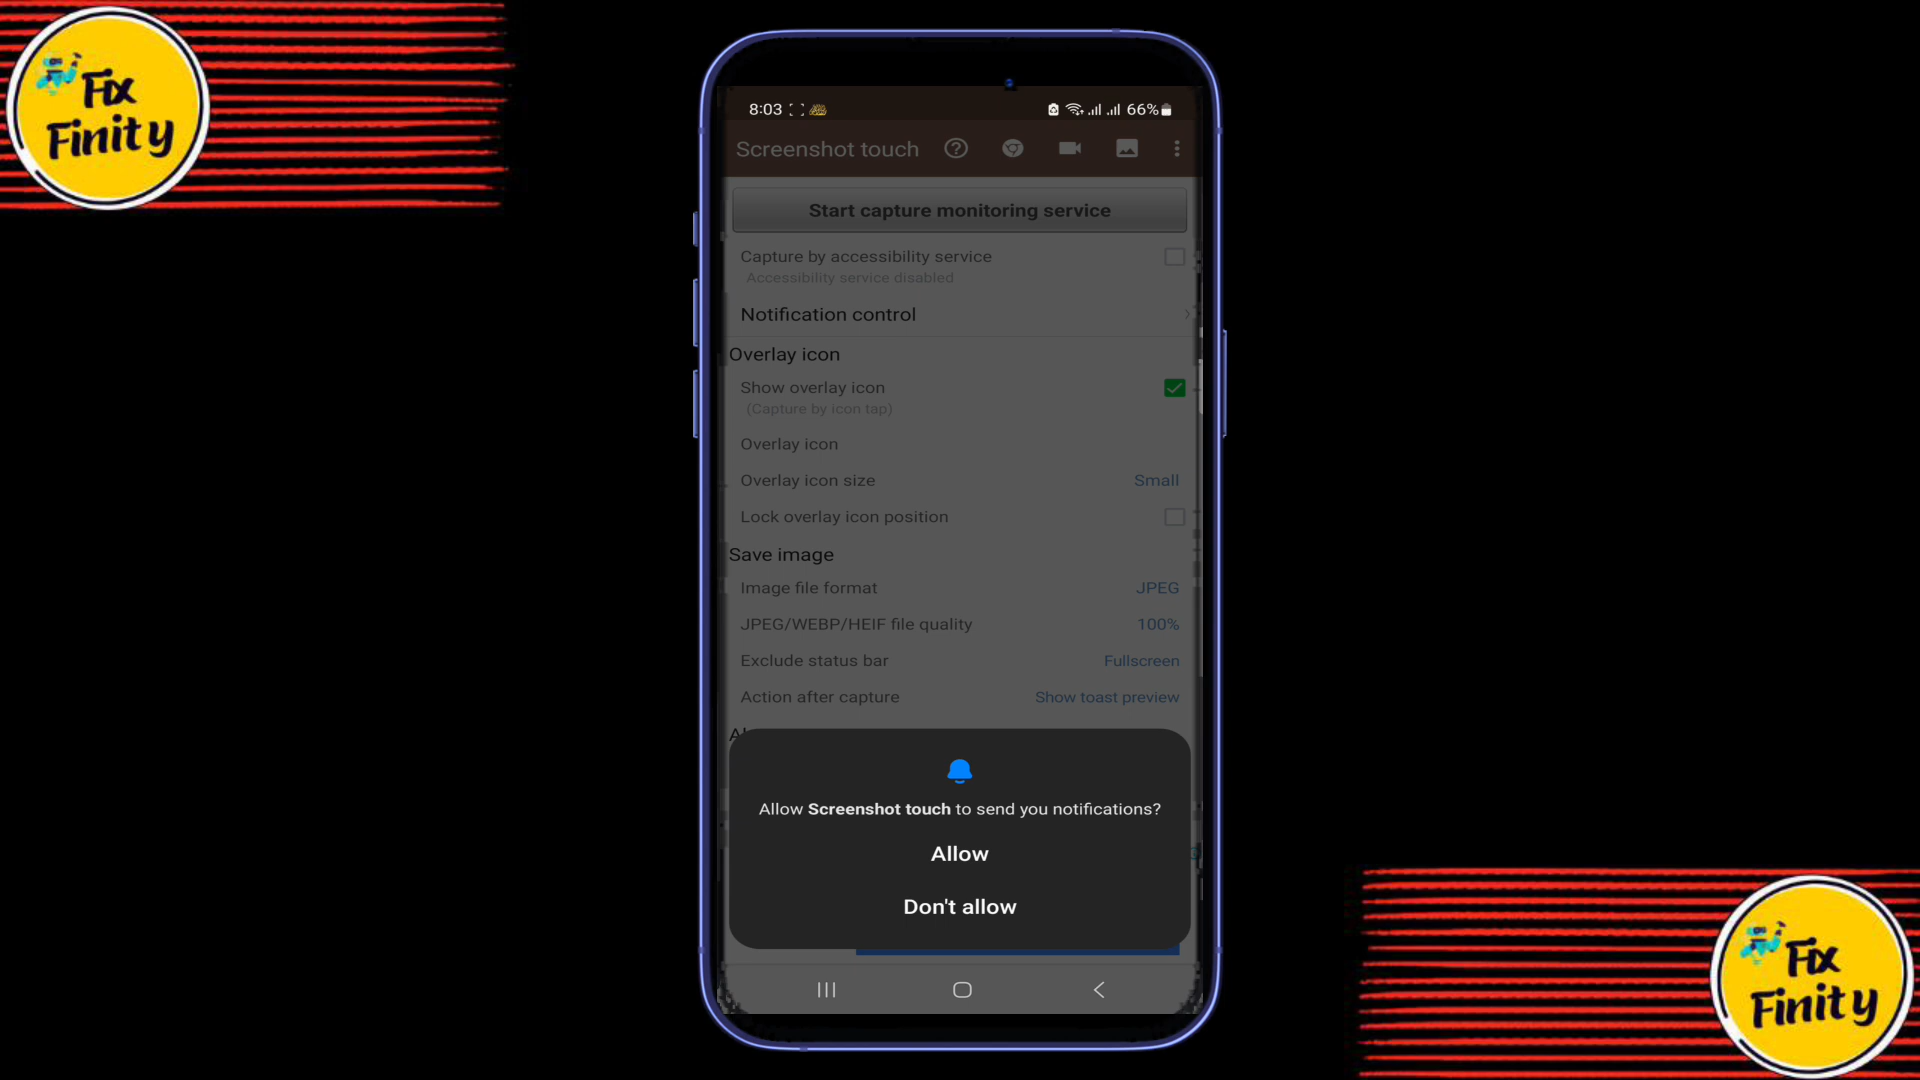 Fix
Finity
8:03
66%
Screenshot touch
Start capture monitoring service
Capture by accessibility service
Accessibility service disabled
Notification control
Overlay icon
Show overlay icon
(Capture by icon tap)
Overlay icon
Overlay icon size
Small
Lock overlay icon position
Save image
Image file format
JPEG
JPEG/WEBP/HEIF file quality
100%
Exclude status bar
Fullscreen
Action after capture
Show toast preview
Allow Screenshot touch to send you notifications?
Allow
Don't allow
Fix
Finity